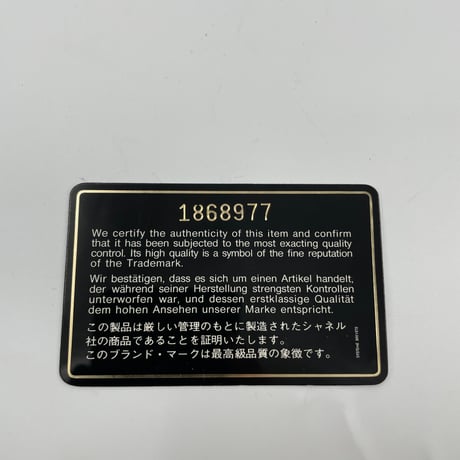 1868977
We certify the authenticity of this item and confirm
that it has been subjected to the most exacting quality
control. Its high quality is a symbol of the fine reputation
of the Trademark.
Wir bestätigen, dass es sich um einen Artikel handelt,
der während seiner Herstellung strengsten Kontrollen
unterworfen war, und dessen erstklassige Qualität
dem hohen Ansehen unserer Marke entspricht.
この製品は厳しい管理のもとに製造されたシャネル
社の商品であることを証明いたします。
このブランド・マークは最高級品質の象徴です。